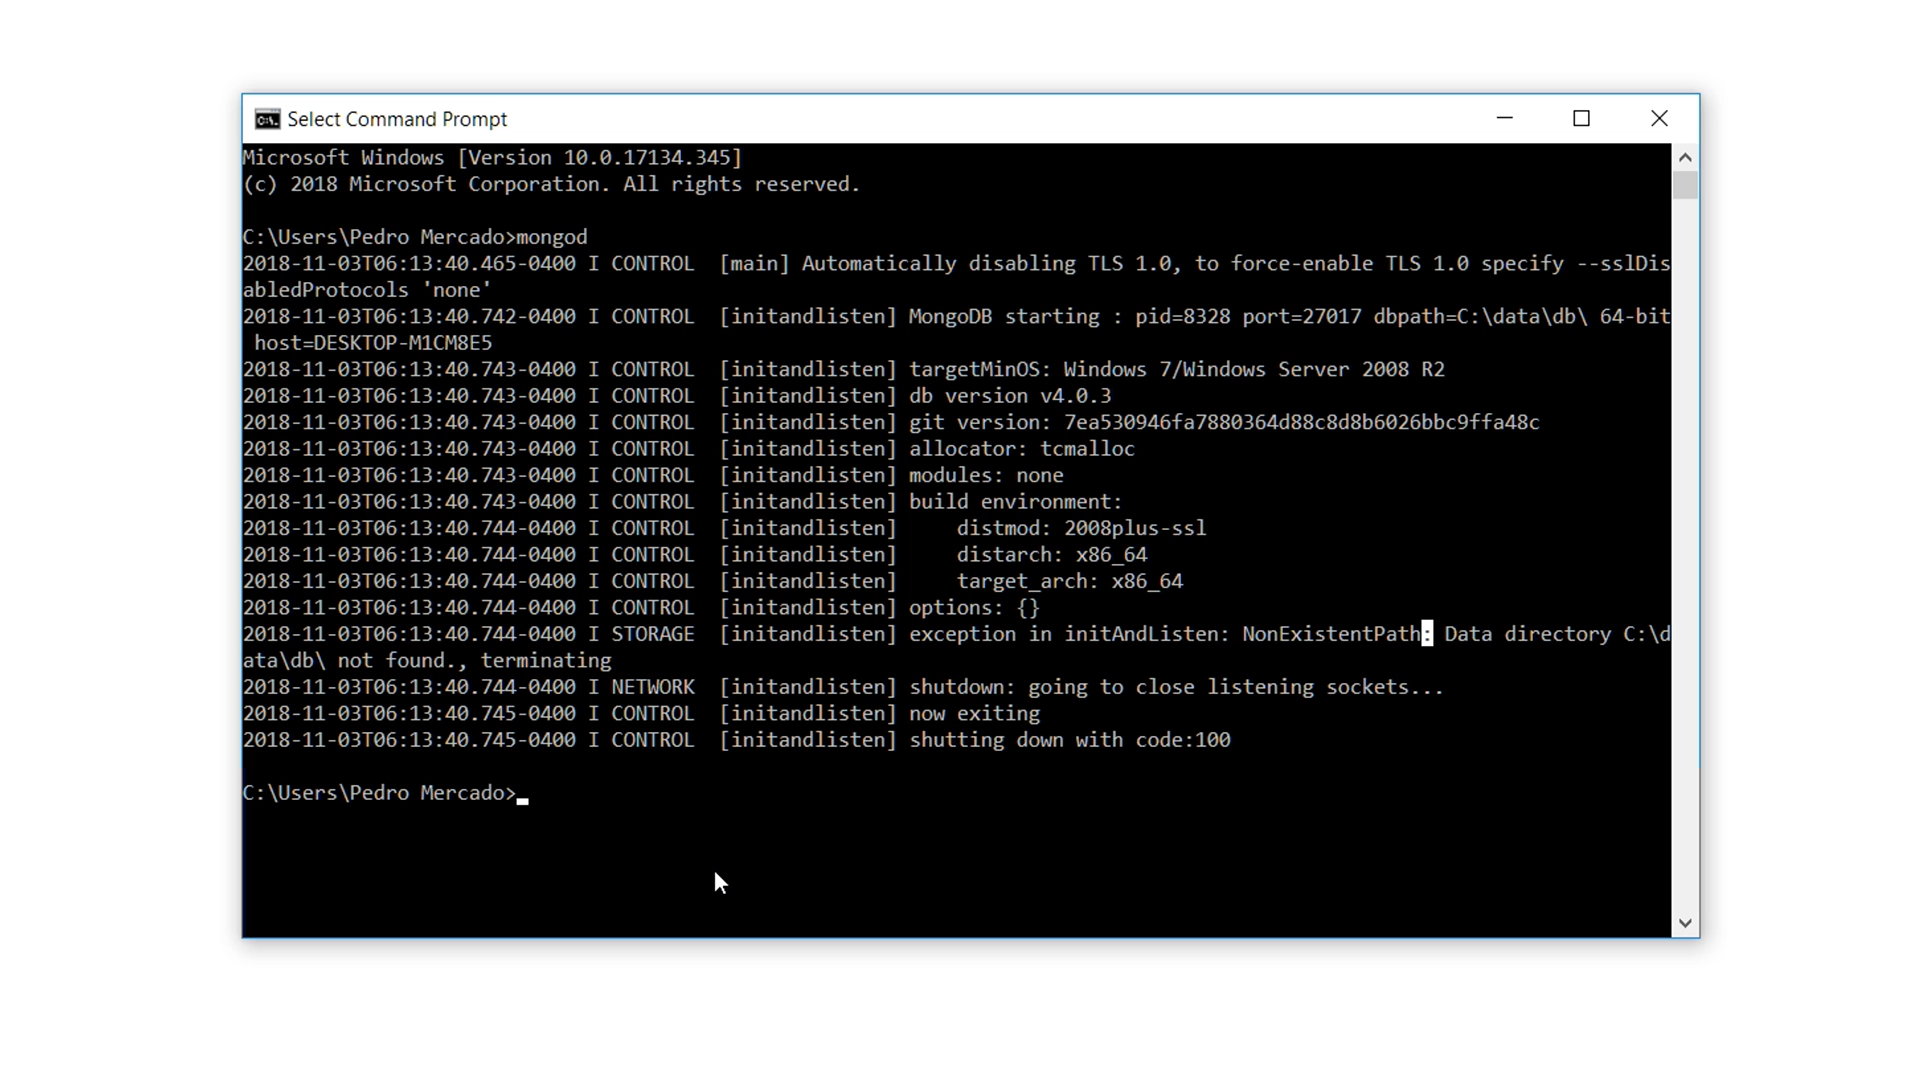 Select Command Prompt
Microsoft Windows [Version 10.0.17134.345]
(c) 2018 Microsoft Corporation. All rights reserved.
C:\Users\Pedro Mercado>mongod
2018-11-03T06:13:40.465-0400 I CONTROL  [main] Automatically disabling TLS 1.0, to force-enable TLS 1.0 specify --sslDis
abledProtocols 'none'
2018-11-03T06:13:40.742-0400 I CONTROL  [initandlisten] MongoDB starting : pid=8328 port=27017 dbpath=C:\data\db\ 64-bit
 host=DESKTOP-M1CM8E5
2018-11-03T06:13:40.743-0400 I CONTROL  [initandlisten] targetMinOS: Windows 7/Windows Server 2008 R2
2018-11-03T06:13:40.743-0400 I CONTROL  [initandlisten] db version v4.0.3
2018-11-03T06:13:40.743-0400 I CONTROL  [initandlisten] git version: 7ea530946fa7880364d88c8d8b6026bbc9ffa48c
2018-11-03T06:13:40.743-0400 I CONTROL  [initandlisten] allocator: tcmalloc
2018-11-03T06:13:40.743-0400 I CONTROL  [initandlisten] modules: none
2018-11-03T06:13:40.743-0400 I CONTROL  [initandlisten] build environment:
2018-11-03T06:13:40.744-0400 I CONTROL  [initandlisten]     distmod: 2008plus-ssl
2018-11-03T06:13:40.744-0400 I CONTROL  [initandlisten]     distarch: x86_64
2018-11-03T06:13:40.744-0400 I CONTROL  [initandlisten]     target_arch: x86_64
2018-11-03T06:13:40.744-0400 I CONTROL  [initandlisten] options: {}
2018-11-03T06:13:40.744-0400 I STORAGE  [initandlisten] exception in initAndListen: NonExistentPath: Data directory C:\d
ata\db\ not found., terminating
2018-11-03T06:13:40.744-0400 I NETWORK  [initandlisten] shutdown: going to close listening sockets...
2018-11-03T06:13:40.745-0400 I CONTROL  [initandlisten] now exiting
2018-11-03T06:13:40.745-0400 I CONTROL  [initandlisten] shutting down with code:100
C:\Users\Pedro Mercado>